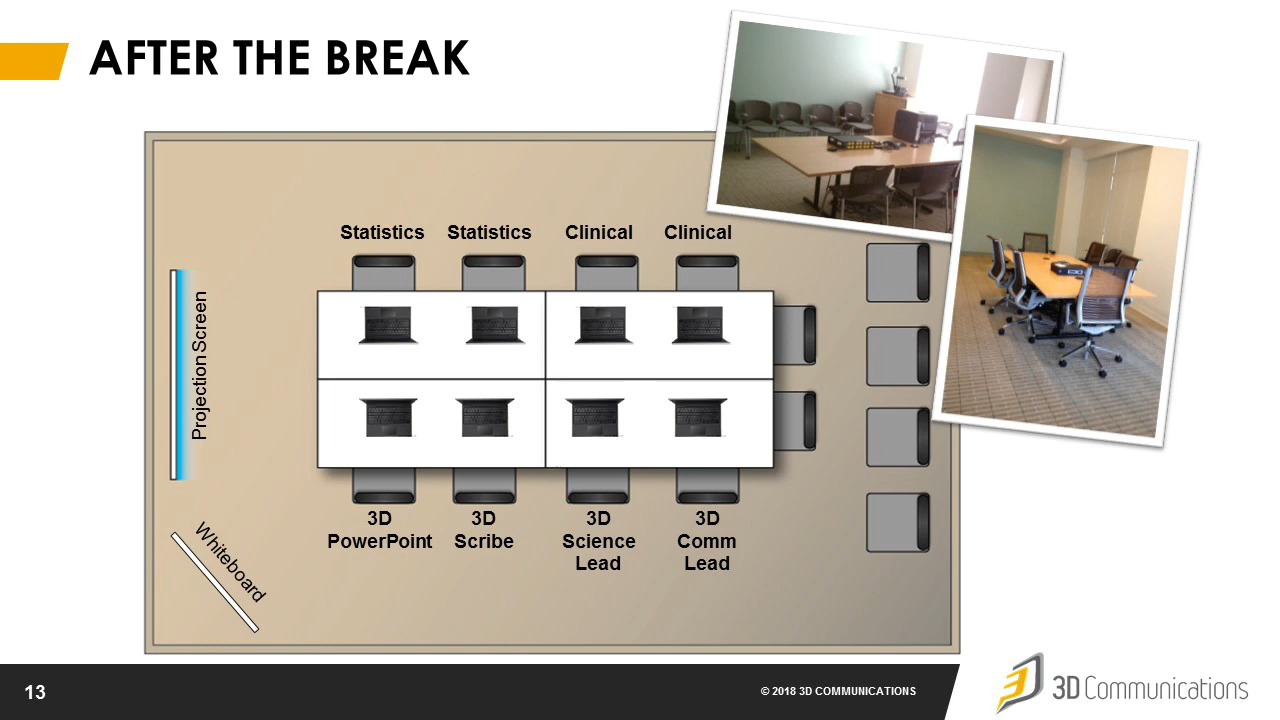 AFTER THE BREAK
Statistics
Statistics
Clinical
Clinical
Projection Screen
Whiteboard
3D
PowerPoint
3D
Scribe
3D
Science
Lead
3D
Comm
Lead
13
© 2018 3D COMMUNICATIONS
3D Communications